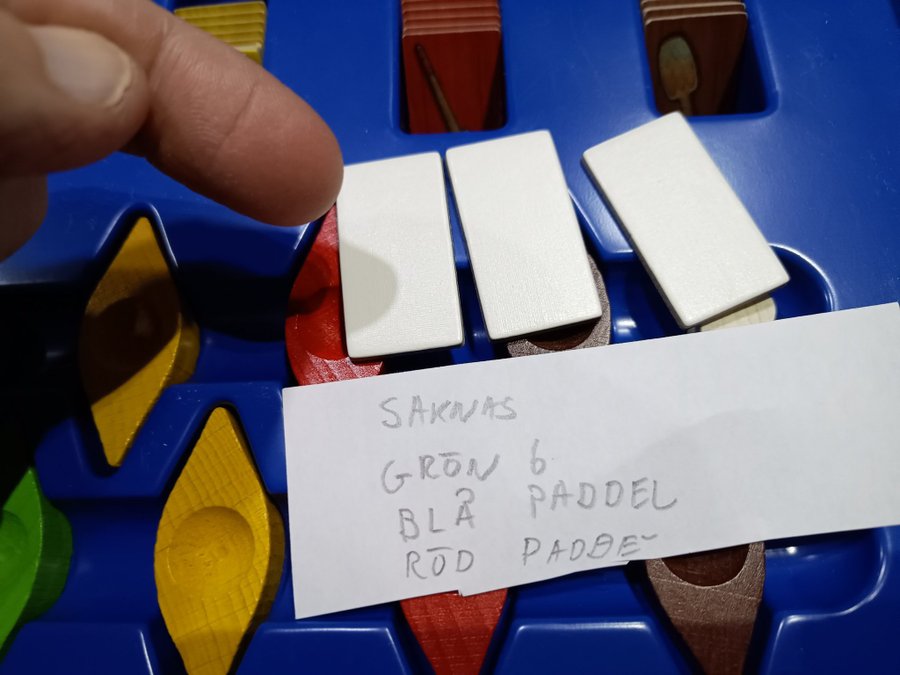 SAKNAS
GRÖN 6
BLÅ PADDEL
RÖD PADDEL